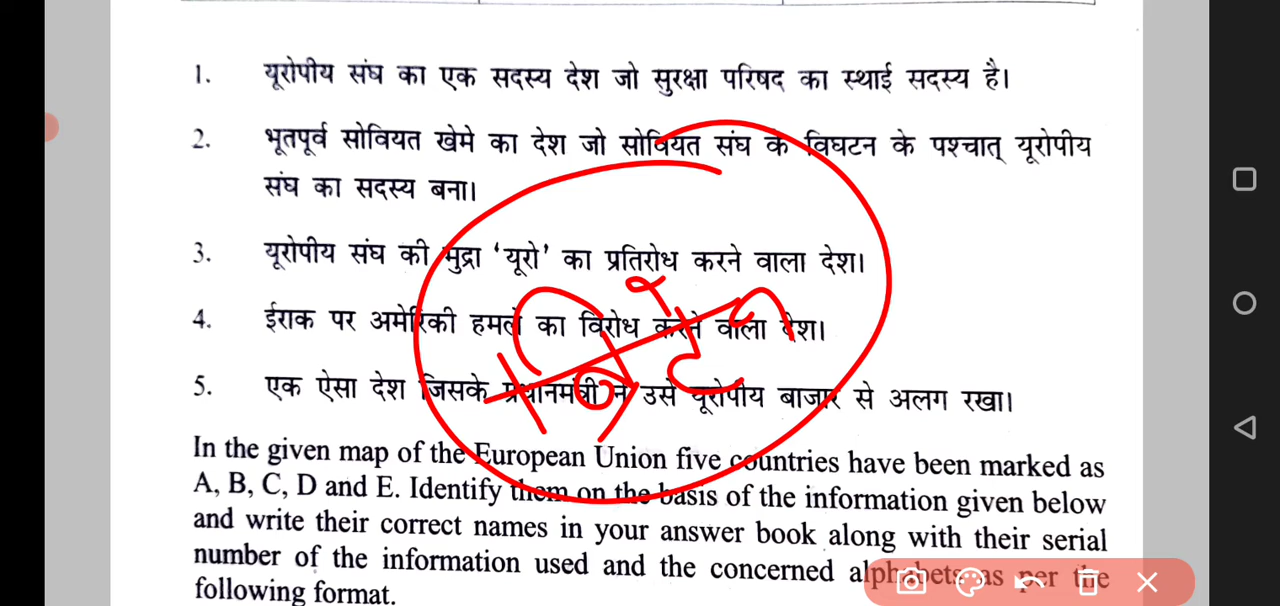 1. यूरोपीय संघ का एक सदस्य देश जो सुरक्षा परिषद का स्थाई सदस्य है।
2. भूतपूर्व सोवियत खेमे का देश जो सोवियत संघ के विघटन के पश्चात् यूरोपीय
संघ का सदस्य बना।
3. यूरोपीय संघ की मुद्रा 'यूरो' का प्रतिरोध करने वाला देश।
4. ईराक पर अमेरिकी हमले का विरोध करने वाला देश।
5. एक ऐसा देश जिसके प्रधानमंत्री ने उसे यूरोपीय बाजार से अलग रखा।
In the given map of the European Union five countries have been marked as
A, B, C, D and E. Identify them on the basis of the information given below
and write their correct names in your answer book along with their serial
number of the information used and the concerned alphabets as per the
following format.